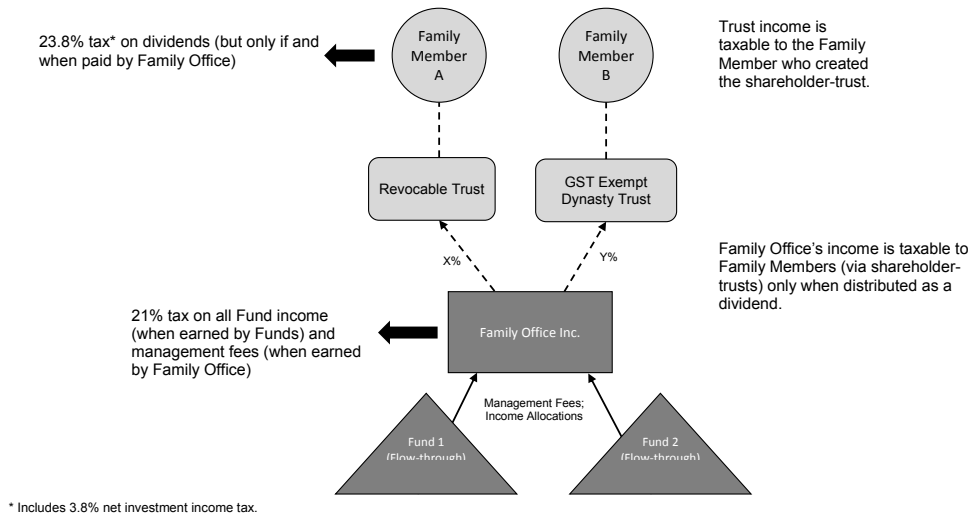 23.8% tax* on dividends (but only if and
when paid by Family Office)
Family
Member
A
Family
Member
B
Trust income is
taxable to the Family
Member who created
the shareholder-trust.
Revocable Trust
GST Exempt
Dynasty Trust
X%
Y%
Family Office's income is taxable to
Family Members (via shareholder-
trusts) only when distributed as a
dividend.
21% tax on all Fund income
(when earned by Funds) and
management fees (when earned
by Family Office)
Family Office Inc.
Management Fees;
Income Allocations
Fund 1
(Flow-through)
Fund 2
(Flow-through)
* Includes 3.8% net investment income tax.